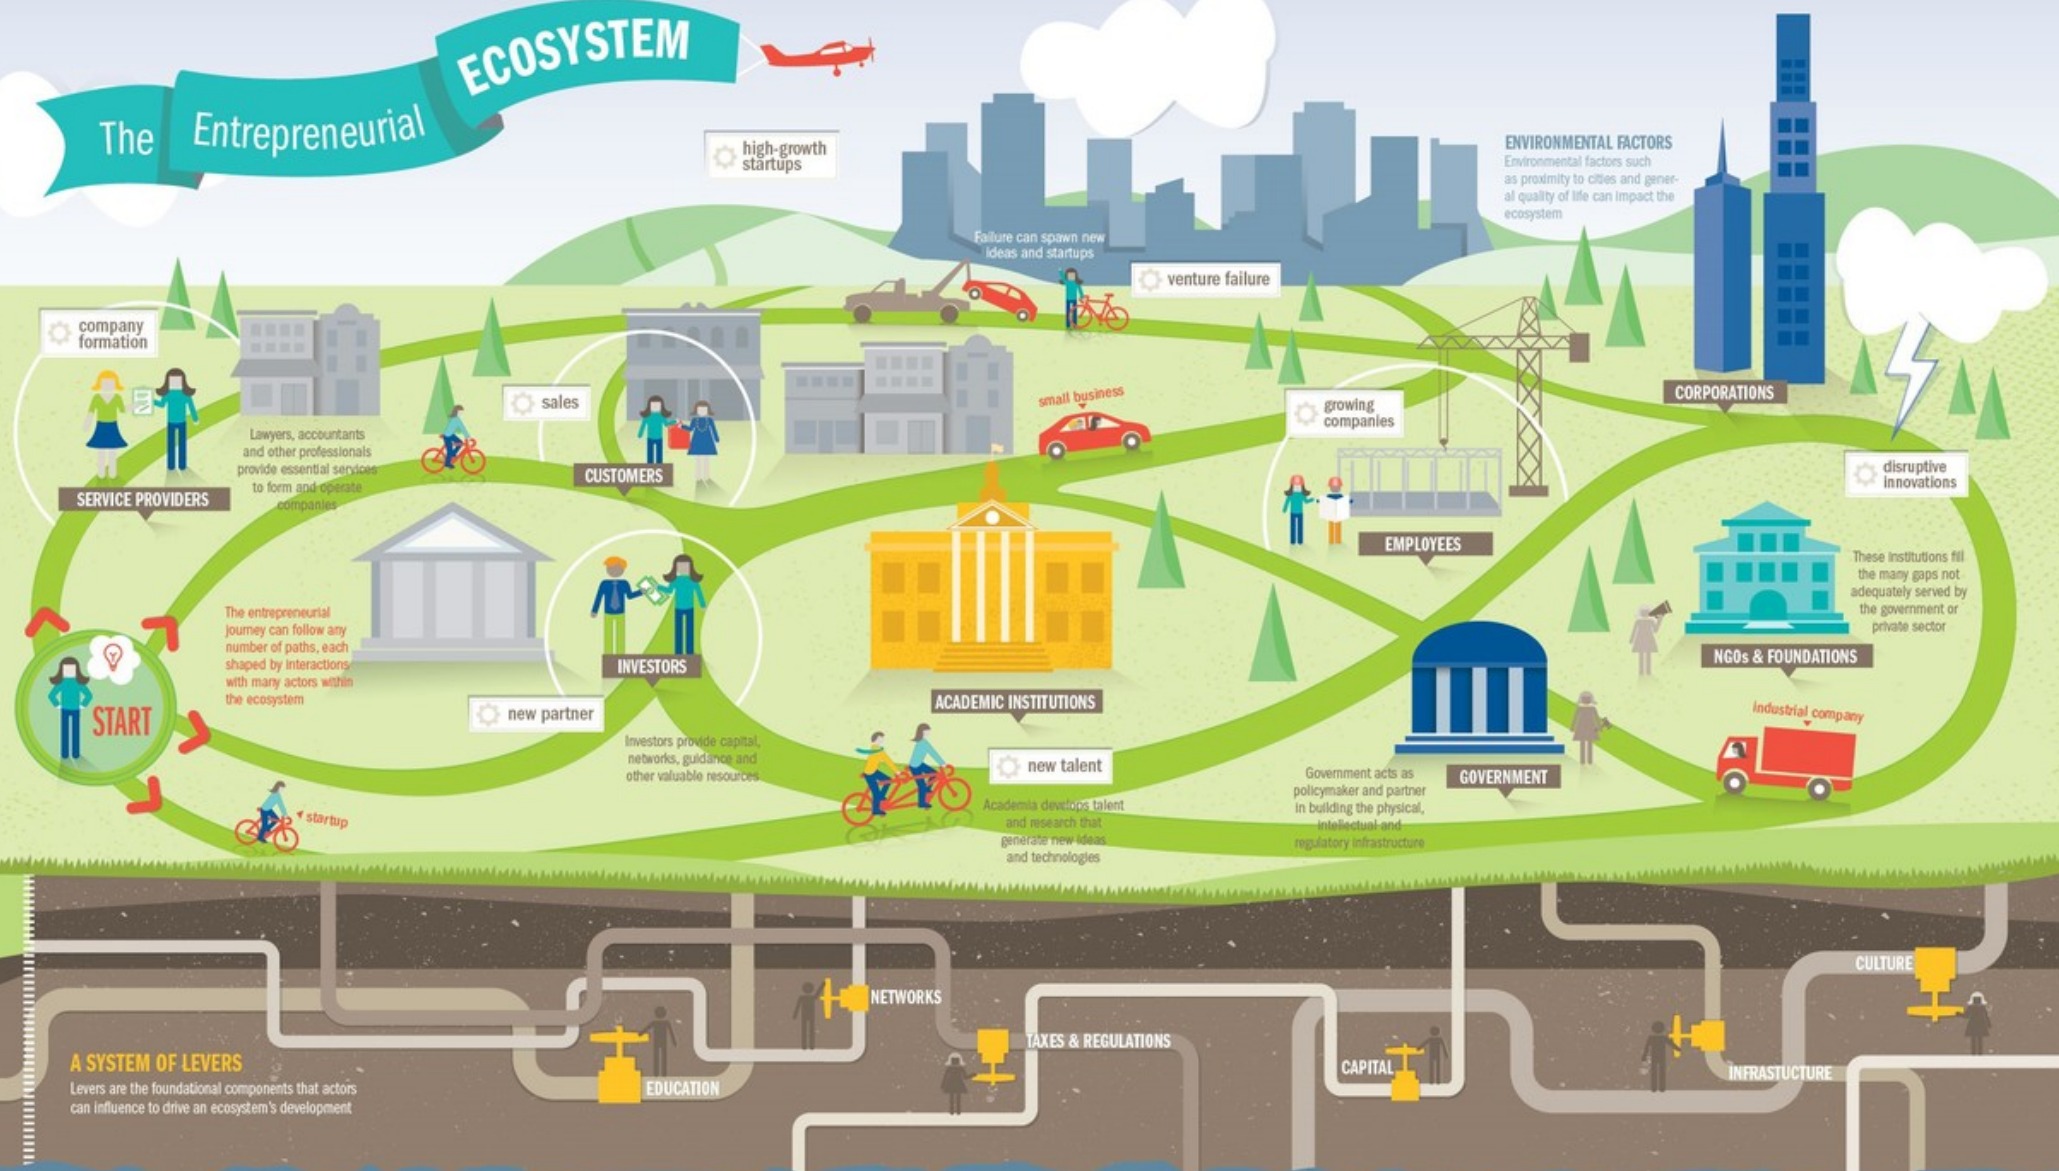 The Entrepreneurial ECOSYSTEM
high-growth
startups
ENVIRONMENTAL FACTORS
Environmental factors such
as proximity to cities and gener-
al quality of life can impact the
ecosystem
Failure can spawn new
ideas and startups
venture failure
company
formation
SERVICE PROVIDERS
Lawyers, accountants
and other professionals
provide essential services
to form and operate
companies
sales
CUSTOMERS
small business
growing
companies
EMPLOYEES
CORPORATIONS
disruptive
innovations
These institutions fill
the many gaps not
adequately served by
the government or
private sector
NGOs & FOUNDATIONS
The entrepreneurial
journey can follow any
number of paths, each
shaped by interactions
with many actors within
the ecosystem
START
INVESTORS
new partner
Investors provide capital,
networks, guidance and
other valuable resources
ACADEMIC INSTITUTIONS
new talent
Academia develops talent
and research that
generate new ideas
and technologies
GOVERNMENT
Government acts as
policymaker and partner
in building the physical,
intellectual and
regulatory infrastructure
industrial company
startup
A SYSTEM OF LEVERS
Levers are the foundational components that actors
can influence to drive an ecosystem's development
EDUCATION
NETWORKS
TAXES & REGULATIONS
CAPITAL
INFRASTUCTURE
CULTURE